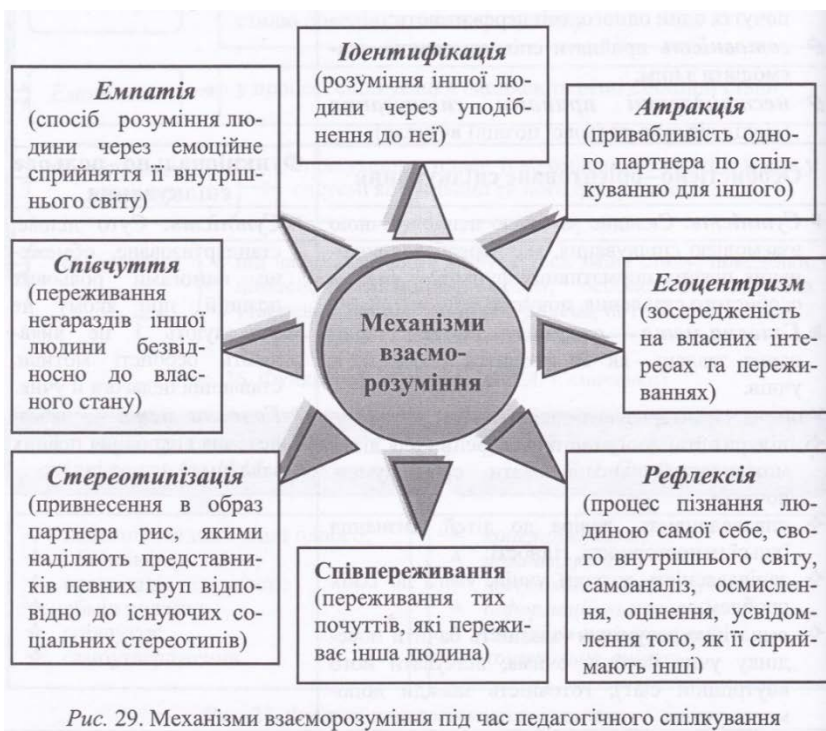 Ідентифікація
(розуміння іншої лю-
дини через уподіб-
нення до неї)
Емпатія
(спосіб розуміння лю-
дини через емоційне
сприйняття її внутріш-
нього світу)
Атракція
(привабливість одно-
го партнера по спіл-
куванню для іншого)
Співчуття
(переживання
негараздів іншої
людини безвід-
носно до влас-
ного стану)
Механізми
взаємо-
розуміння
Егоцентризм
(зосередженість
на власних інте-
ресах та пережи-
ваннях)
Стереотипізація
(привнесення в образ
партнера рис, якими
наділяють представни-
ків певних груп відпо-
відно до існуючих со-
ціальних стереотипів)
Співпереживання
(переживання тих
почуттів, які пережи-
ває інша людина)
Рефлексія
(процес пізнання лю-
диною самої себе, сво-
го внутрішнього світу,
самоаналіз, осмислен-
ня, оцінення, усвідом-
лення того, як її сприй-
мають інші)
Рис. 29. Механізми взаєморозуміння під час педагогічного спілкування